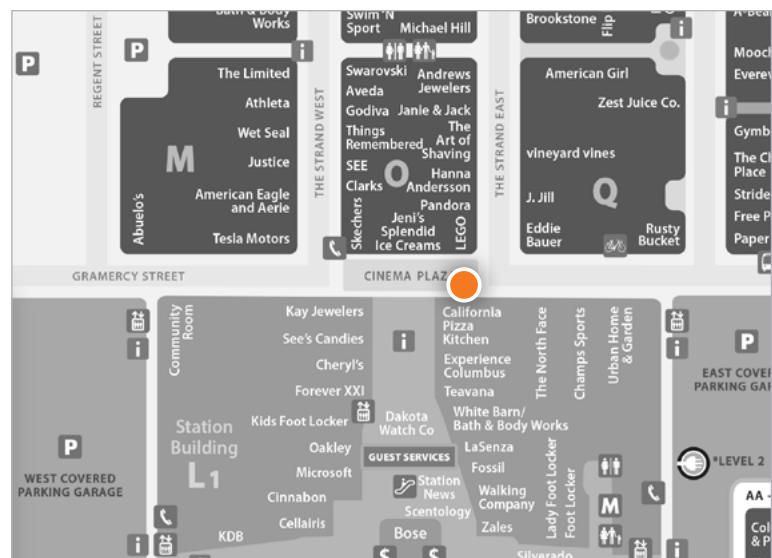 Bath & Body
Works
Swim 'N
Sport
Michael Hill
Brookstone
Flip
i
P
P
REGENT STREET
i
The Limited
Athleta
Wet Seal
Justice
American Eagle
and Aerie
Tesla Motors
M
Abuelo's
THE STRAND WEST
Swarovski
Aveda
Godiva
Things
Remembered
SEE
Clarks
Skechers
Andrews
Jewelers
Janie & Jack
The
Art of
Shaving
Hanna
Andersson
Pandora
Jeni's
Splendid
Ice Creams
LEGO
O
THE STRAND EAST
American Girl
Zest Juice Co.
vineyard vines
J. Jill
Eddie
Bauer
Rusty
Bucket
Q
i
Gymb
The Ch
Place
Stride
Free P
Paper
GRAMERCY STREET
CINEMA PLAZ
Community
Room
Kay Jewelers
See's Candies
Cheryl's
Forever XXI
Kids Foot Locker
Oakley
Microsoft
Cinnabon
Cellairis
KDB
Station
Building
L1
i
i
P
WEST COVERED
PARKING GARAGE
i
Dakota
Watch Co
GUEST SERVICES
Station
News
Scentology
Bose
$
$
California
Pizza
Kitchen
Experience
Columbus
Teavana
White Barn/
Bath & Body Works
LaSenza
Fossil
Walking
Company
Zales
The North Face
Champs Sports
Urban Home
& Garden
Lady Foot Locker
Foot Locker
M
Silverado
i
i
P
EAST COVER
PARKING GAR
*LEVEL 2
AA -
Col
& P